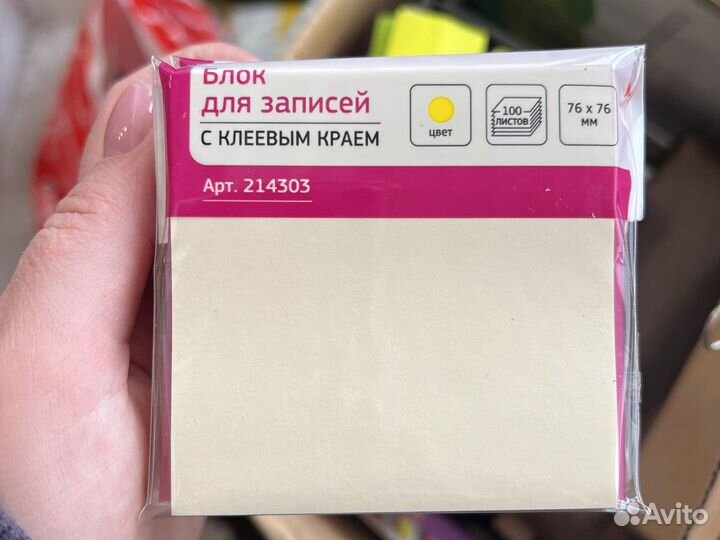 Блок
для записей
С КЛЕЕВЫМ КРАЕМ
цвет
100
листов
76 x 76
мм
Арт. 214303
Avito